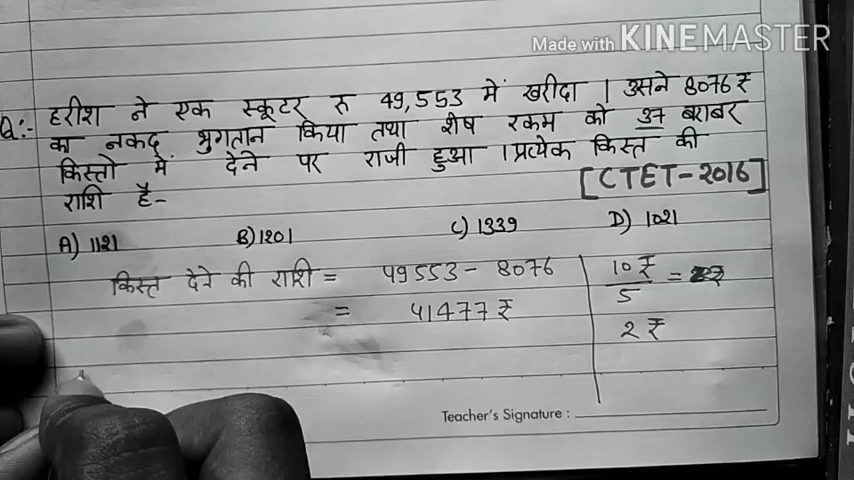 Made with KINEMASTER
Q:- हरीश ने एक स्कूटर रु 49,553 में खरीदा । उसने 8076₹
का नकद भुगतान किया तथा शेष रकम को 37 बराबर
किस्तो में देने पर राजी हुआ । प्रत्येक किस्त की
राशि है- [CTET-2016]
A) 1121 B) 1201 C) 1339 D) 1021
किस्त देने की राशि = 49553 - 8076
= 41477₹
10₹
5
=
2₹
Teacher's Signature :